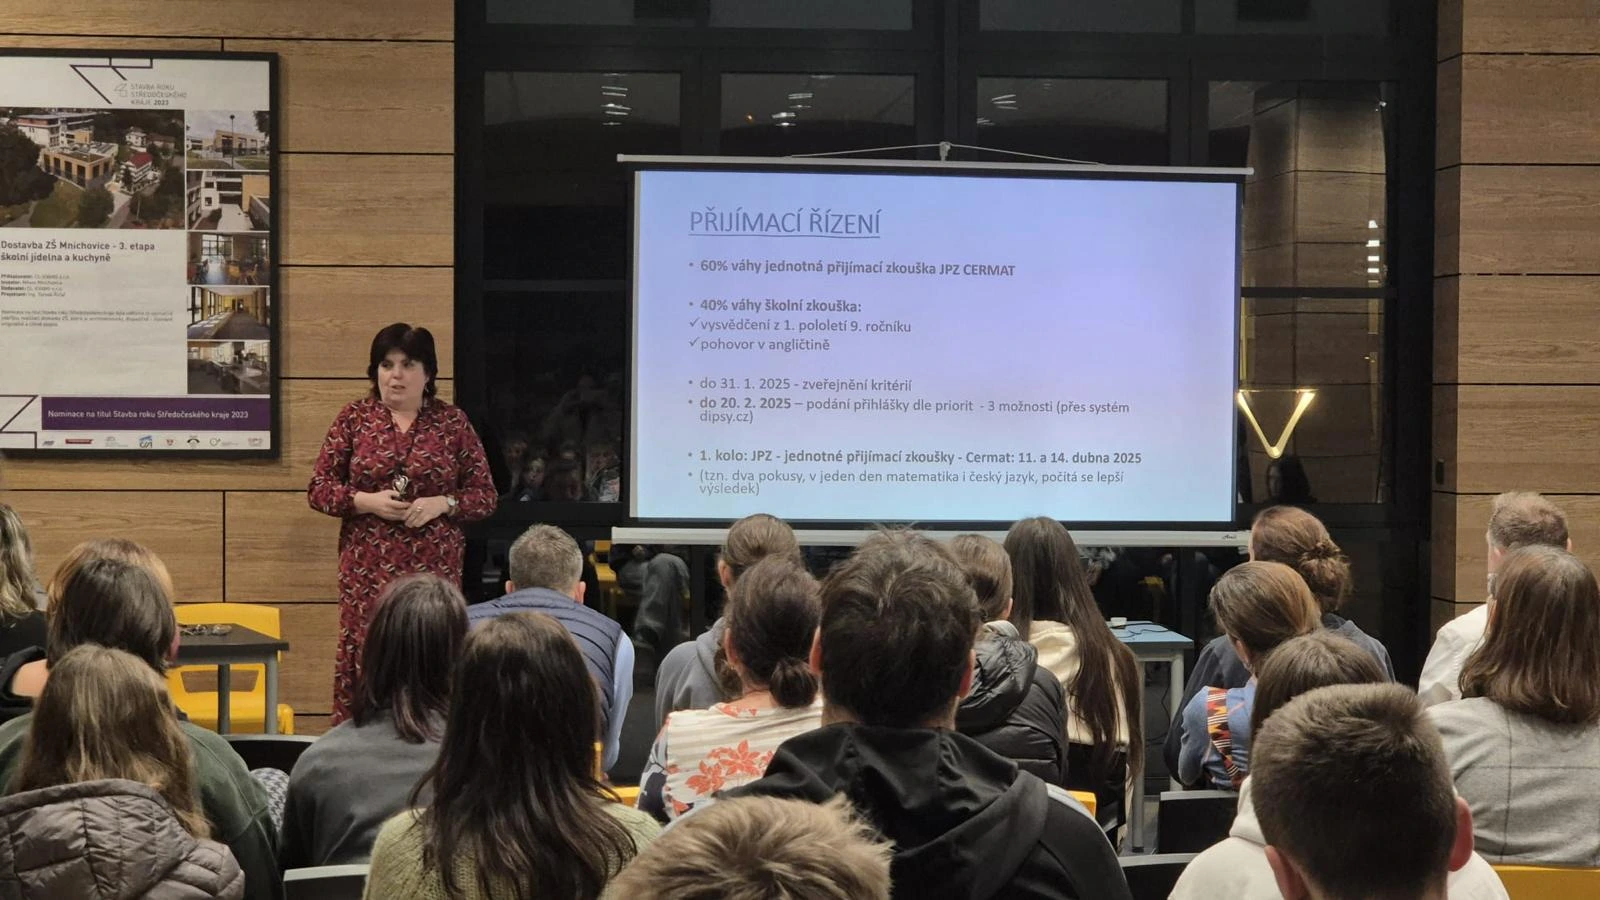 STAVBA ROKU
STŘEDOČESKÉHO
KRAJE 2023
Dostavba ZŠ Mnichovice - 3. etapa
školní jídelna a kuchyně
Nominace na titul Stavba roku Středočeského kraje 2023
PŘIJÍMACÍ ŘÍZENÍ
• 60% váhy jednotná přijímací zkouška JPZ CERMAT
• 40% váhy školní zkouška:
✓vysvědčení z 1. pololetí 9. ročníku
✓pohovor v angličtině
• do 31. 1. 2025 - zveřejnění kritérií
• do 20. 2. 2025 – podání přihlášky dle priorit - 3 možnosti (přes systém
dipsy.cz)
• 1. kolo: JPZ - jednotné přijímací zkoušky - Cermat: 11. a 14. dubna 2025
• (tzn. dva pokusy, v jeden den matematika i český jazyk, počítá se lepší
výsledek)